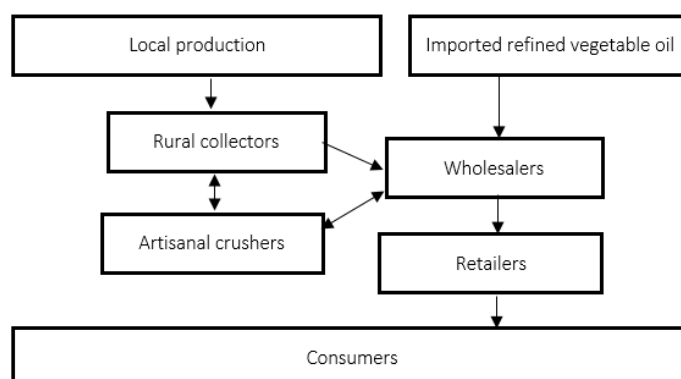 Local production
Imported refined vegetable oil
Rural collectors
Wholesalers
Artisanal crushers
Retailers
Consumers